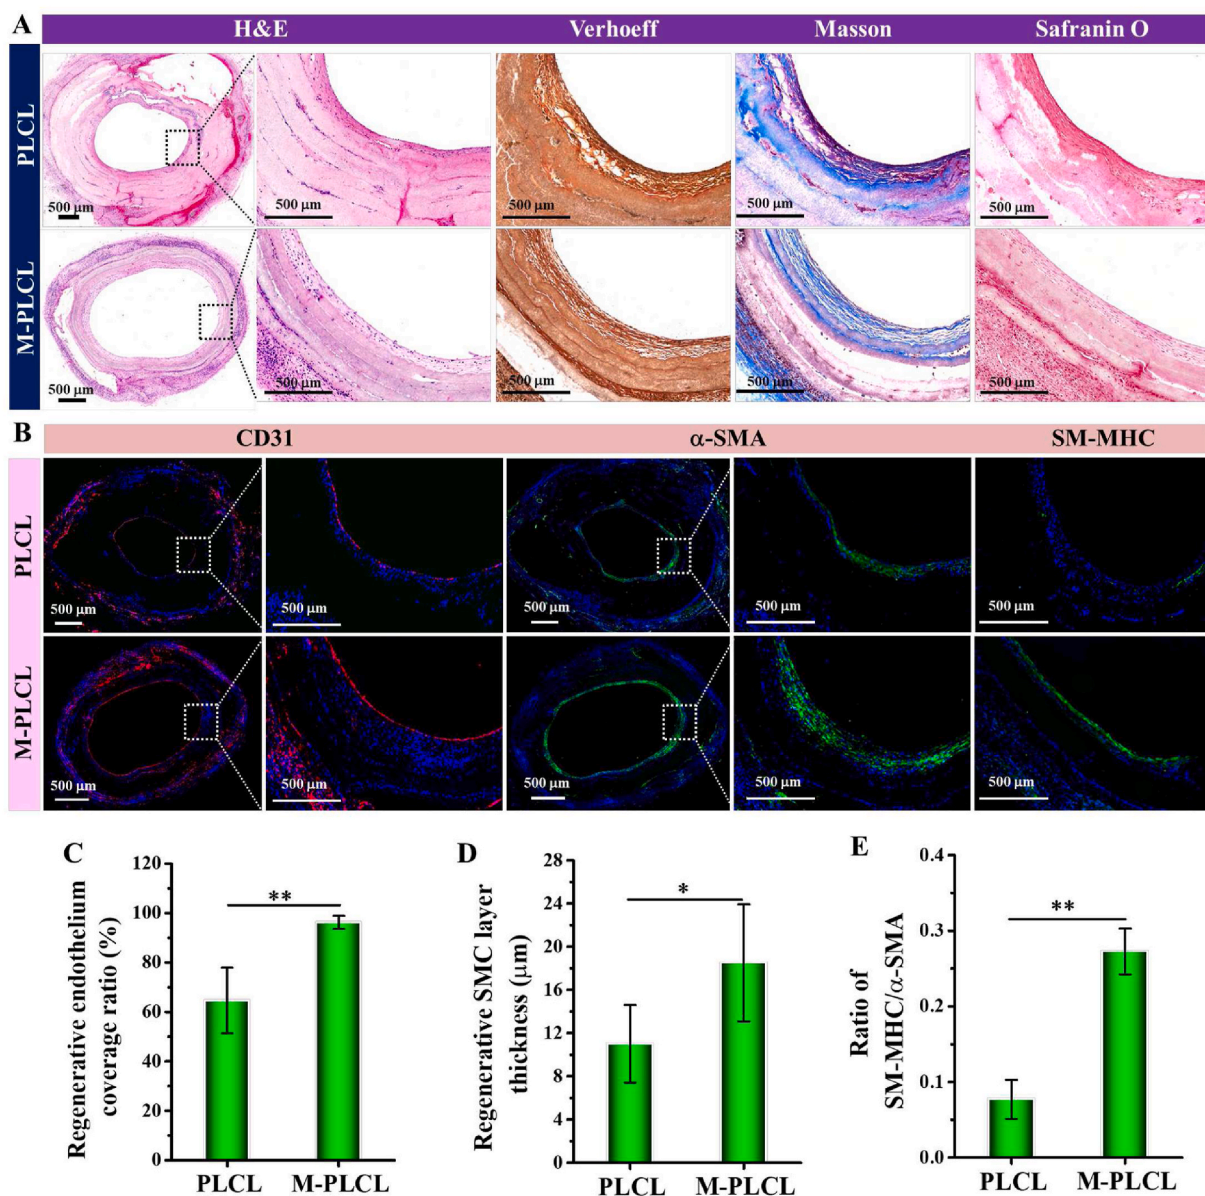 A
H&E Verhoeff Masson Safranin O
PLCL
500 μm 500 μm 500 μm 500 μm 500 μm
M-PLCL
500 μm 500 μm 500 μm 500 μm 500 μm
B
CD31 α-SMA SM-MHC
PLCL
500 μm 500 μm 500 μm 500 μm 500 μm
M-PLCL
500 μm 500 μm 500 μm 500 μm 500 μm
C
Regenerative endothelium
coverage ratio (%)
120
100
80
60
40
20
0
**
PLCL M-PLCL
D
Regenerative SMC layer
thickness (μm)
28
24
20
16
12
8
4
0
*
PLCL M-PLCL
E
Ratio of
SM-MHC/α-SMA
0.4
0.3
0.2
0.1
0.0
**
PLCL M-PLCL